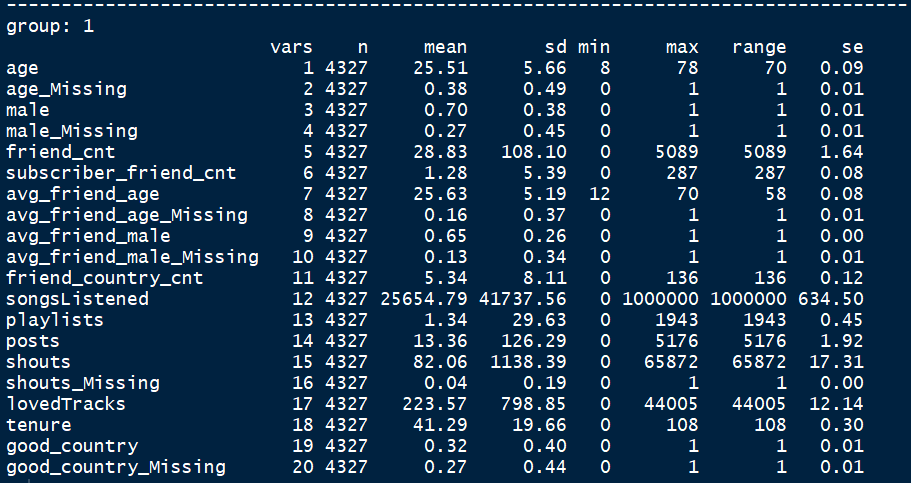 --------------------------------------------------------------------------------
group: 1
                       vars    n     mean       sd min     max   range     se
age                       1 4327    25.51     5.66   8      78      70   0.09
age_Missing               2 4327     0.38     0.49   0       1       1   0.01
male                      3 4327     0.70     0.38   0       1       1   0.01
male_Missing              4 4327     0.27     0.45   0       1       1   0.01
friend_cnt                5 4327    28.83   108.10   0    5089    5089   1.64
subscriber_friend_cnt     6 4327     1.28     5.39   0     287     287   0.08
avg_friend_age            7 4327    25.63     5.19  12      70      58   0.08
avg_friend_age_Missing    8 4327     0.16     0.37   0       1       1   0.01
avg_friend_male           9 4327     0.65     0.26   0       1       1   0.00
avg_friend_male_Missing  10 4327     0.13     0.34   0       1       1   0.01
friend_country_cnt       11 4327     5.34     8.11   0     136     136   0.12
songsListened            12 4327 25654.79 41737.56   0 1000000 1000000 634.50
playlists                13 4327     1.34    29.63   0    1943    1943   0.45
posts                    14 4327    13.36   126.29   0    5176    5176   1.92
shouts                   15 4327    82.06  1138.39   0   65872   65872  17.31
shouts_Missing           16 4327     0.04     0.19   0       1       1   0.00
lovedTracks              17 4327   223.57   798.85   0   44005   44005  12.14
tenure                   18 4327    41.29    19.66   0     108     108   0.30
good_country             19 4327     0.32     0.40   0       1       1   0.01
good_country_Missing     20 4327     0.27     0.44   0       1       1   0.01